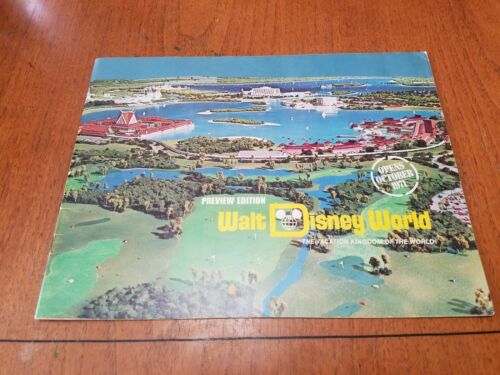 OPENS
OCTOBER
1971
PREVIEW EDITION
Walt Disney World
THE VACATION KINGDOM OF THE WORLD